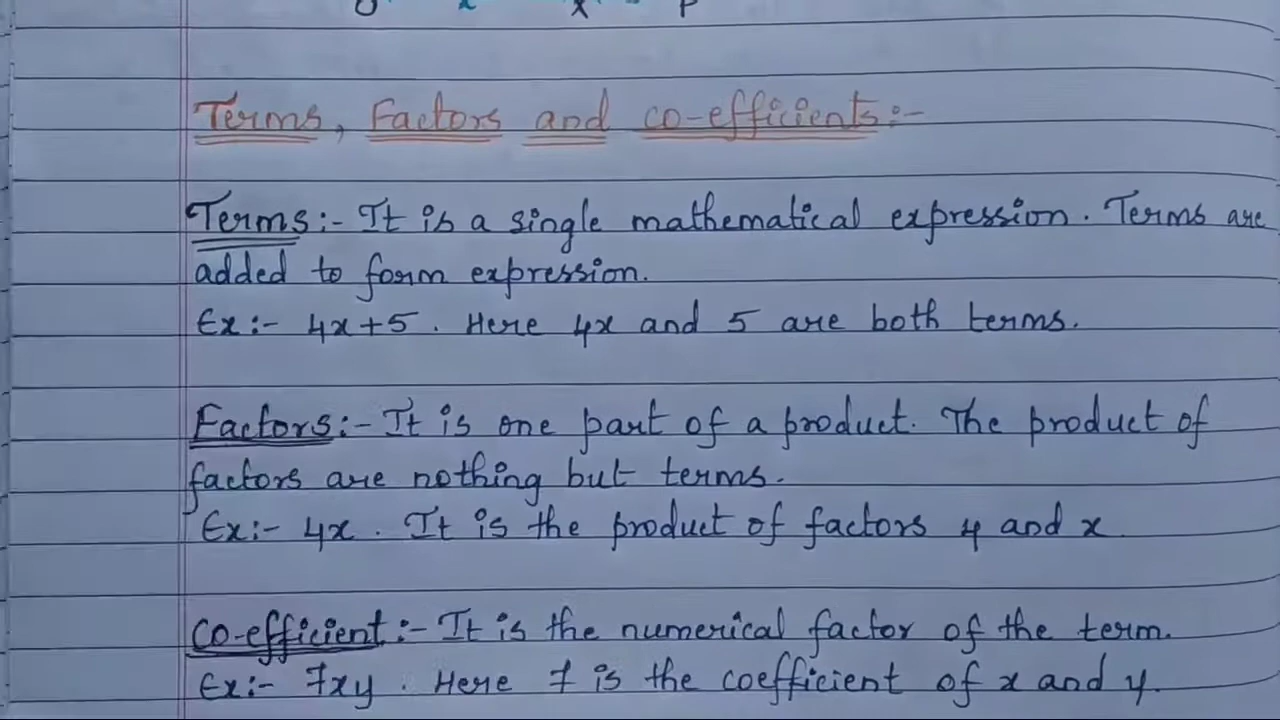 Terms, Factors and co-efficients:-
Terms:- It is a single mathematical expression. Terms are
added to form expression.
Ex:- 4x+5. Here 4x and 5 are both terms.
Factors:- It is one part of a product. The product of
factors are nothing but terms.
Ex:- 4x. It is the product of factors 4 and x
Co-efficient:- It is the numerical factor of the term.
Ex:- 7xy. Here 7 is the coefficient of x and y.